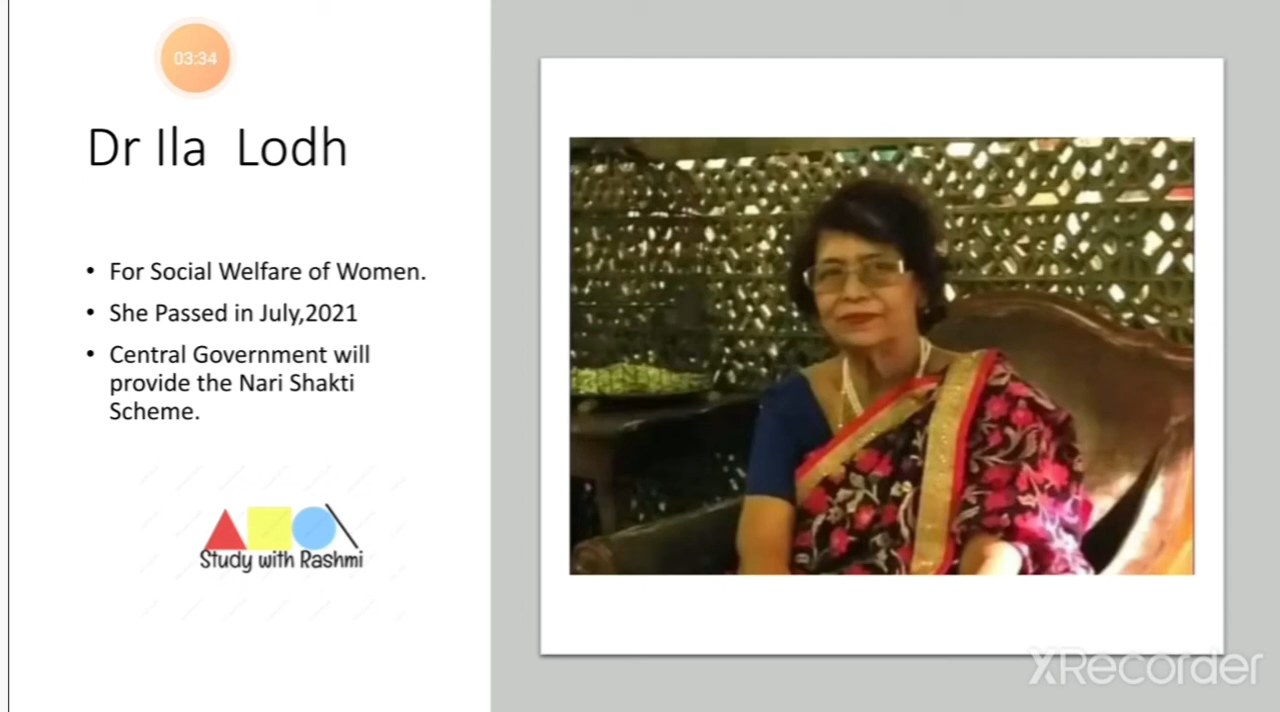 03:34
Dr Ila Lodh
• For Social Welfare of Women.
• She Passed in July,2021
• Central Government will
provide the Nari Shakti
Scheme.
Study with Rashmi
XRecorder